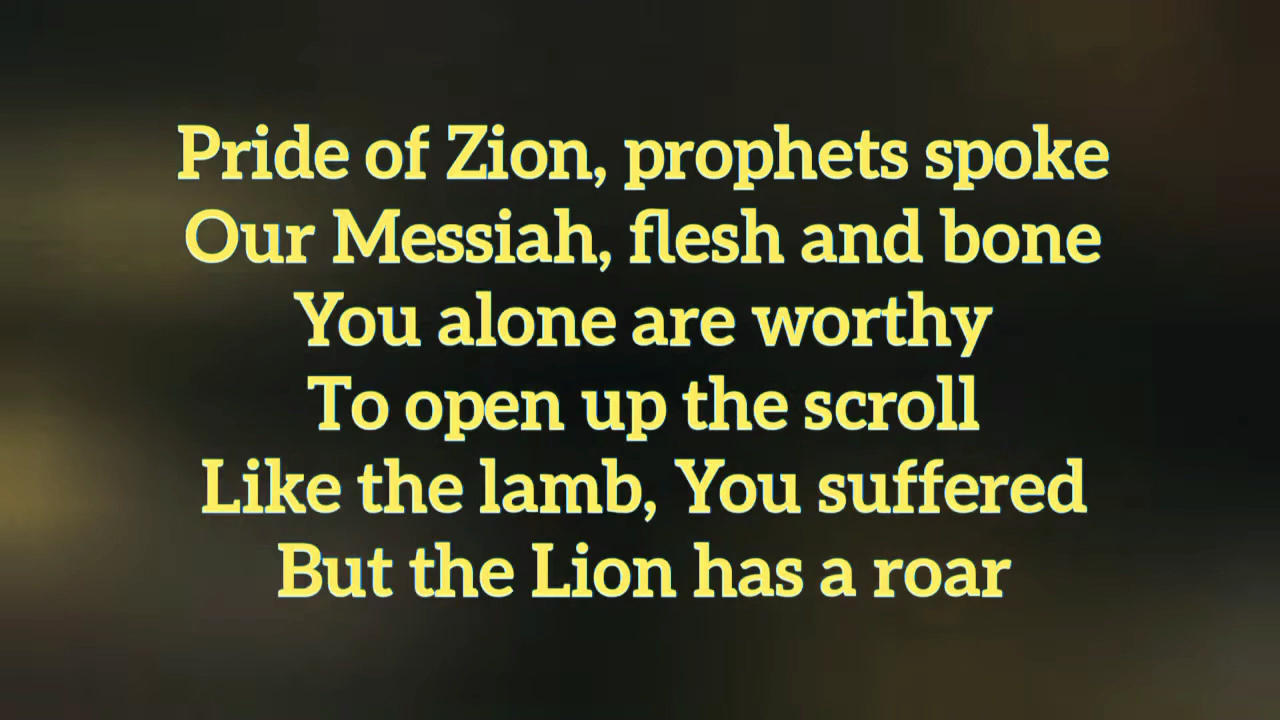 Pride of Zion, prophets spoke
Our Messiah, flesh and bone
You alone are worthy
To open up the scroll
Like the lamb, You suffered
But the Lion has a roar